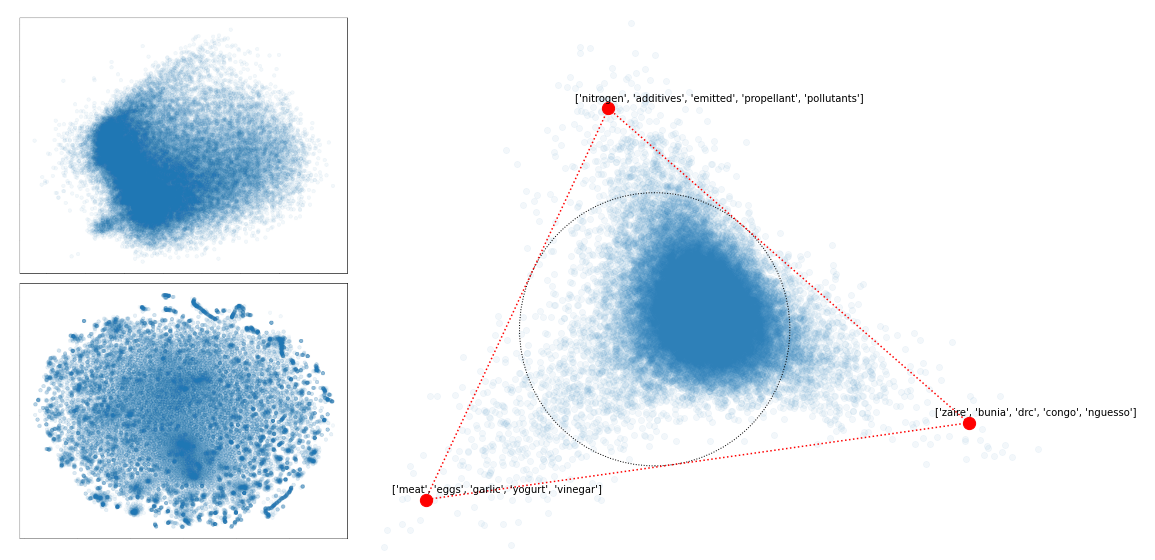 ['nitrogen', 'additives', 'emitted', 'propellant', 'pollutants']
['zaire', 'bunia', 'drc', 'congo', 'nguesso']
['meat', 'eggs', 'garlic', 'yogurt', 'vinegar']